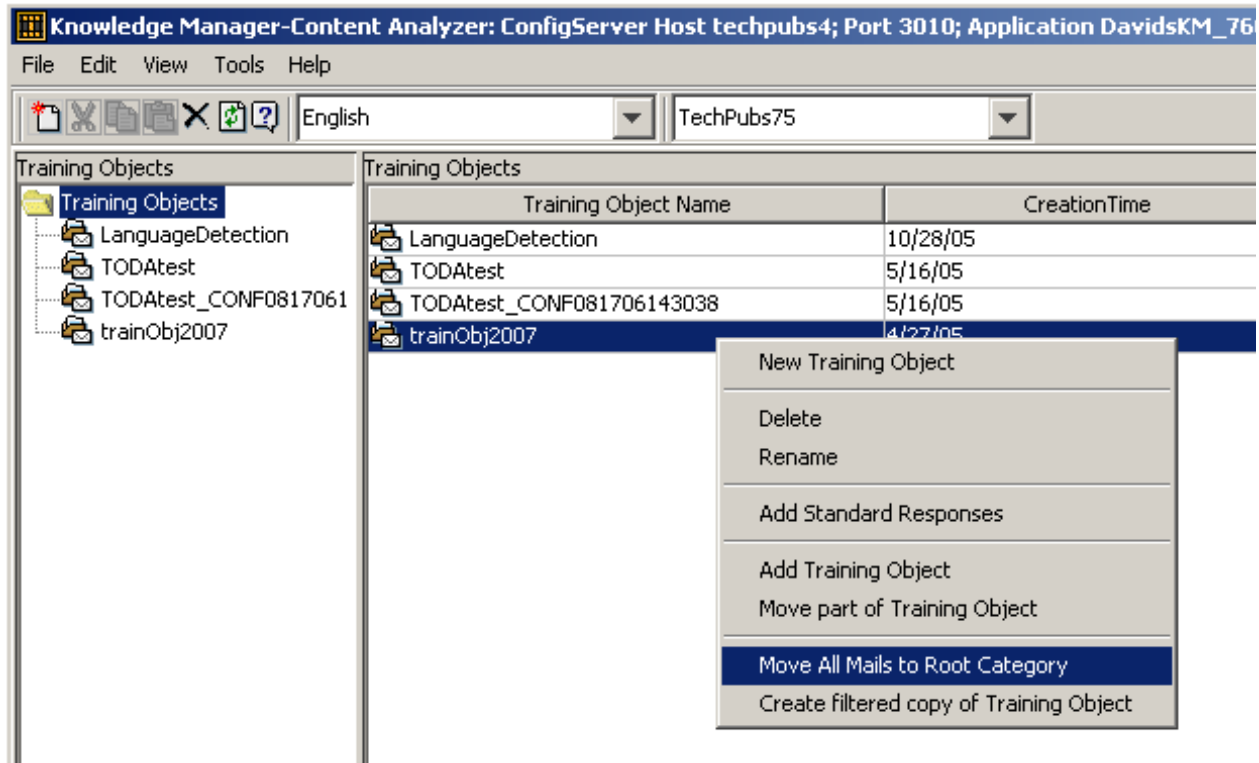 Knowledge Manager-Content Analyzer: ConfigServer Host techpubs4; Port 3010; Application DavidsKM_76
File Edit View Tools Help
English TechPubs75
Training Objects
Training Objects
LanguageDetection
TODAtest
TODAtest_CONF0817061
trainObj2007
Training Objects
Training Object Name CreationTime
LanguageDetection 10/28/05
TODAtest 5/16/05
TODAtest_CONF081706143038 5/16/05
trainObj2007 4/27/05
New Training Object
Delete
Rename
Add Standard Responses
Add Training Object
Move part of Training Object
Move All Mails to Root Category
Create filtered copy of Training Object